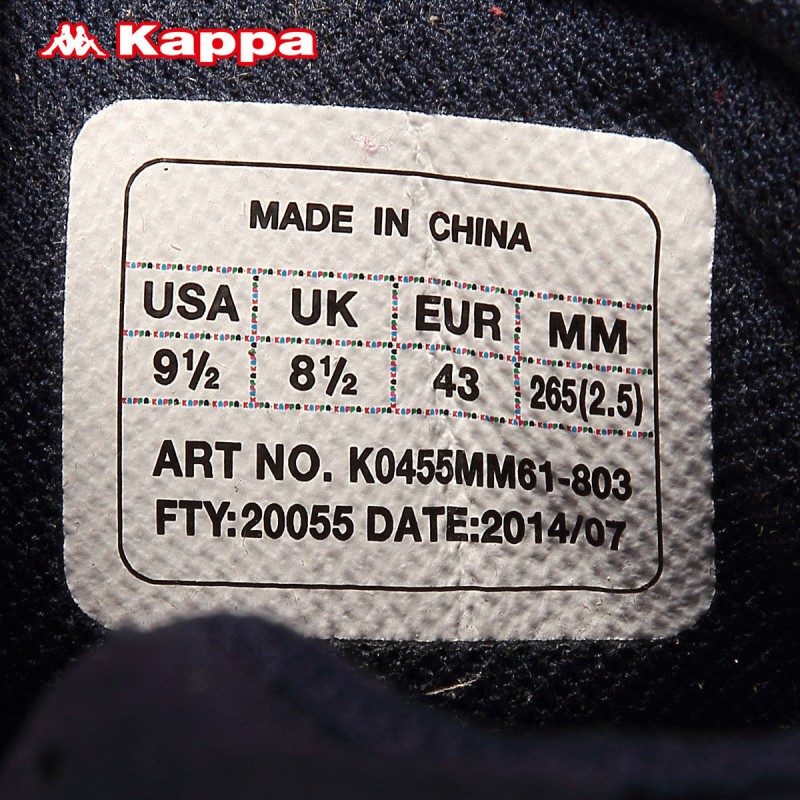 Kappa
MADE IN CHINA
USA UK EUR MM
9½ 8½ 43 265(2.5)
ART NO. K0455MM61-803
FTY:20055 DATE:2014/07